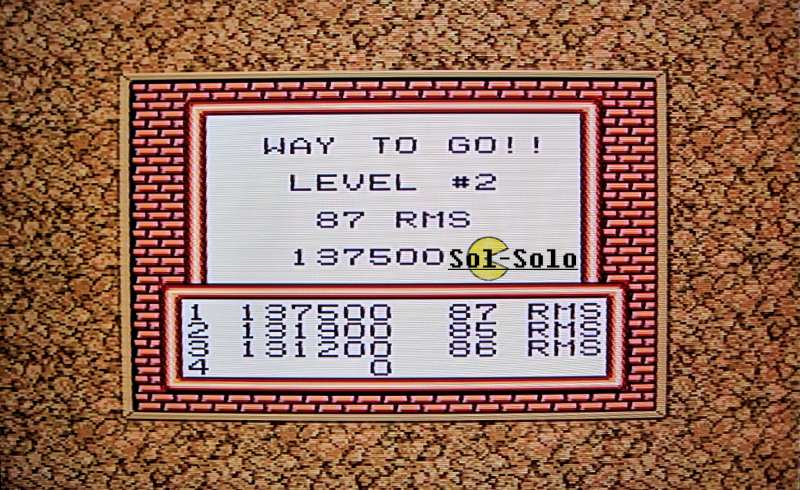 WAY TO GO!!
LEVEL #2
87 RMS
137500
Sol-Solo
1 137500 87 RMS
2 131900 85 RMS
3 131200 86 RMS
4 0